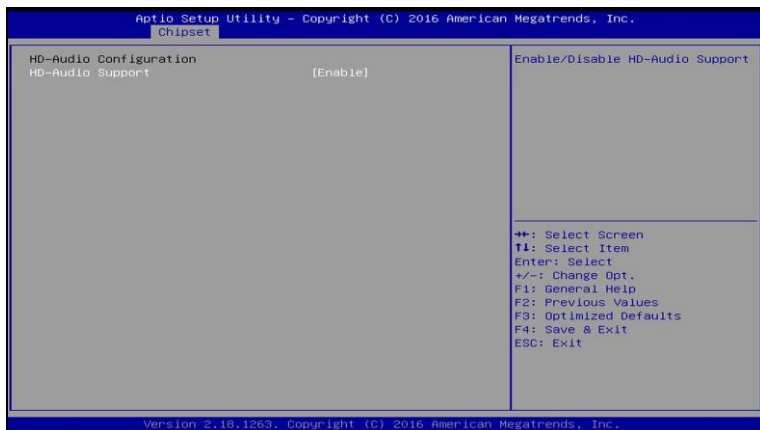 Aptio Setup Utility – Copyright (C) 2016 American Megatrends, Inc.
Chipset
HD-Audio Configuration
HD-Audio Support [Enable]
Enable/Disable HD-Audio Support
→←: Select Screen
↑↓: Select Item
Enter: Select
+/-: Change Opt.
F1: General Help
F2: Previous Values
F3: Optimized Defaults
F4: Save & Exit
ESC: Exit
Version 2.18.1263. Copyright (C) 2016 American Megatrends, Inc.